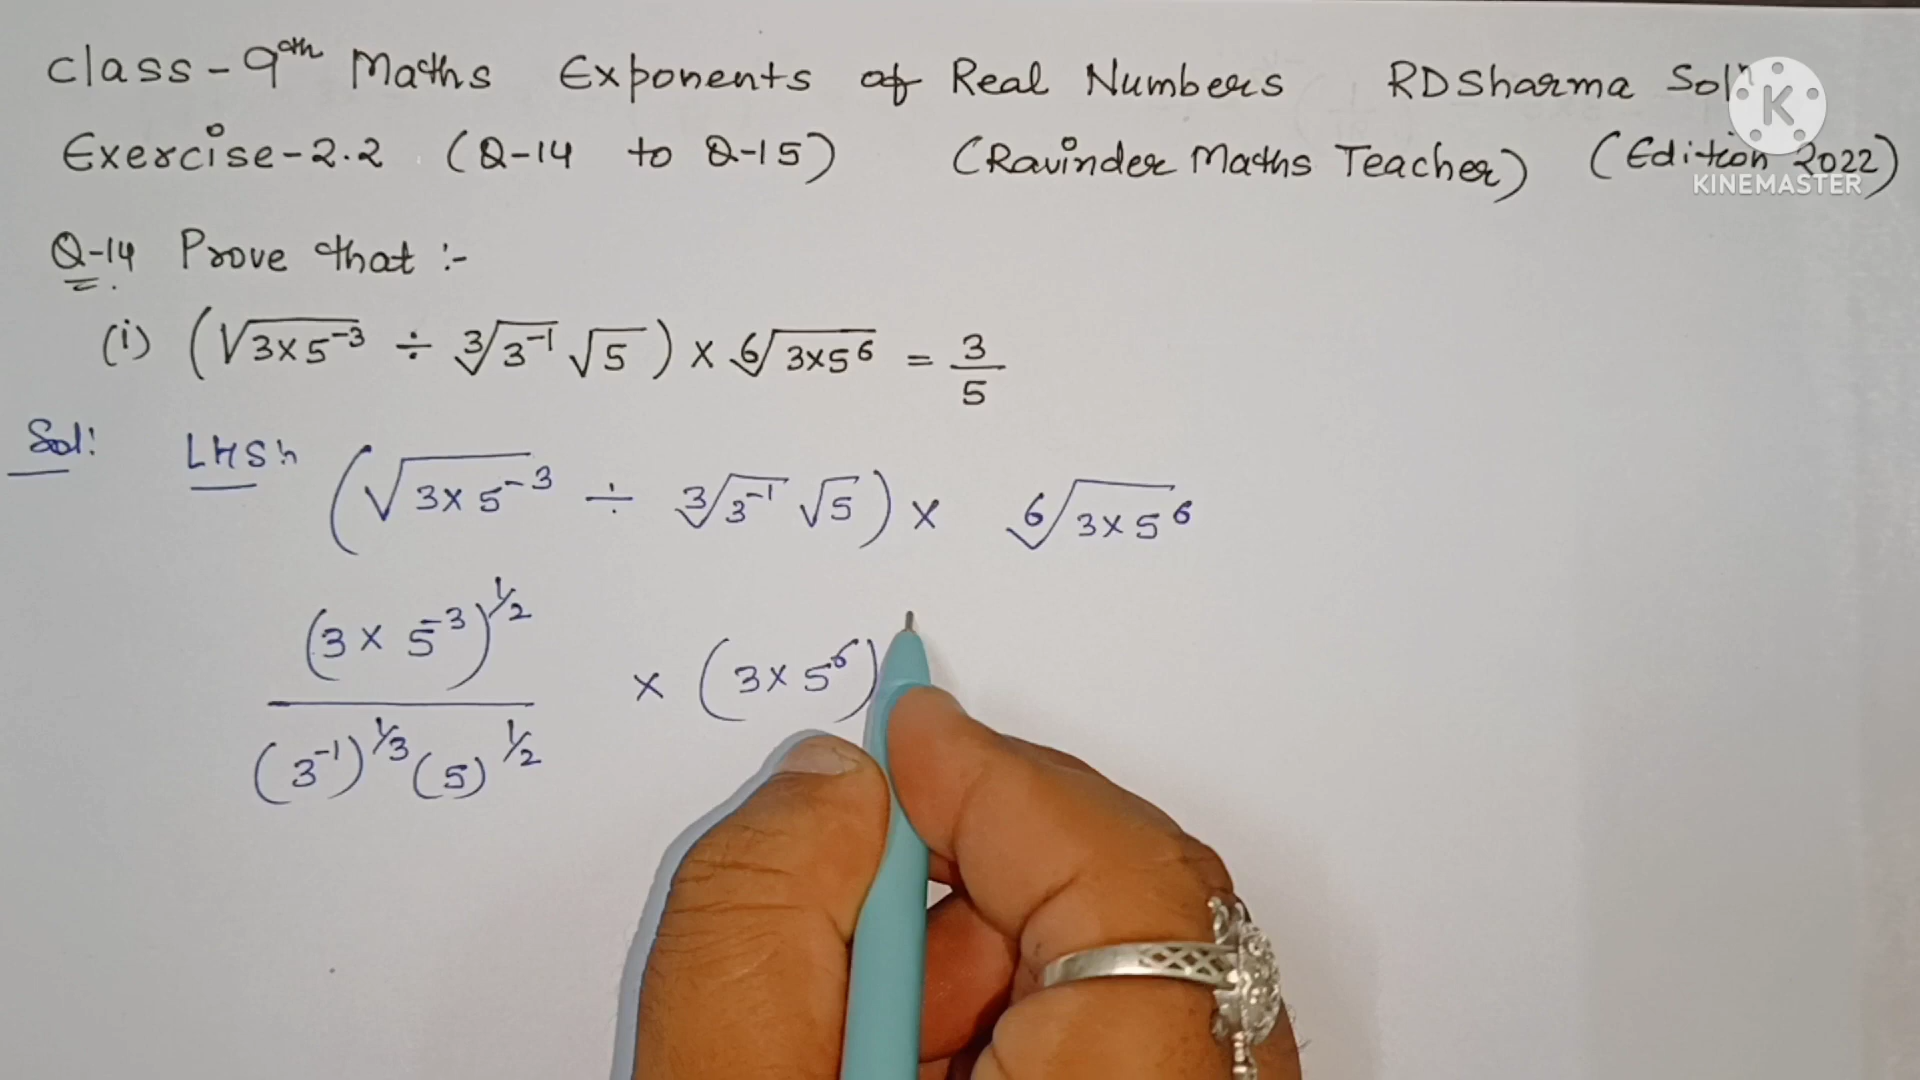 Class-9th Maths Exponents of Real Numbers RDSharma Solⁿ
Exercise-2.2 (Q-14 to Q-15) (Ravinder Maths Teacher) (Edition 2022)
K
KINEMASTER
Q-14 Prove that :-
(i) (√(3×5⁻³) ÷ ∛(3⁻¹) √5) × ⁶√(3×5⁶) = 3/5
Sol: LHS (√(3×5⁻³) ÷ ∛(3⁻¹) √5) × ⁶√(3×5⁶)
(3×5⁻³)^½ / (3⁻¹)^⅓ (5)^½ × (3×5⁶)